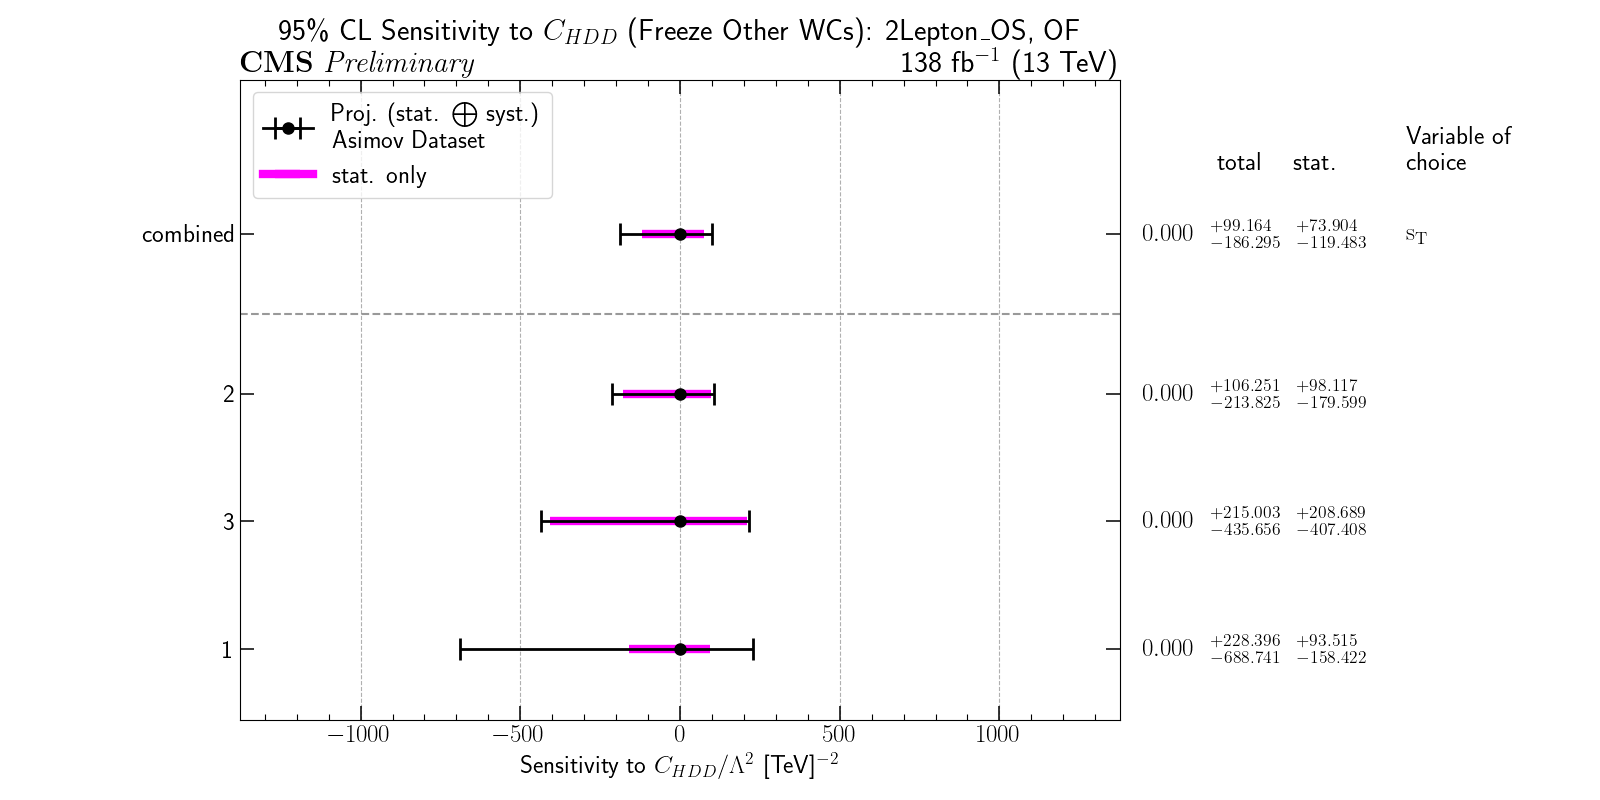 95% CL Sensitivity to C_HDD (Freeze Other WCs): 2Lepton_OS, OF
CMS Preliminary
138 fb⁻¹ (13 TeV)
Proj. (stat. ⨁ syst.)
Asimov Dataset
stat. only
Variable of
choice
total stat.
combined 0.000 +99.164 −186.295 +73.904 −119.483 s_T
2 0.000 +106.251 −213.825 +98.117 −179.599
3 0.000 +215.003 −435.656 +208.689 −407.408
1 0.000 +228.396 −688.741 +93.515 −158.422
−1000 −500 0 500 1000
Sensitivity to C_HDD/Λ² [TeV]⁻²